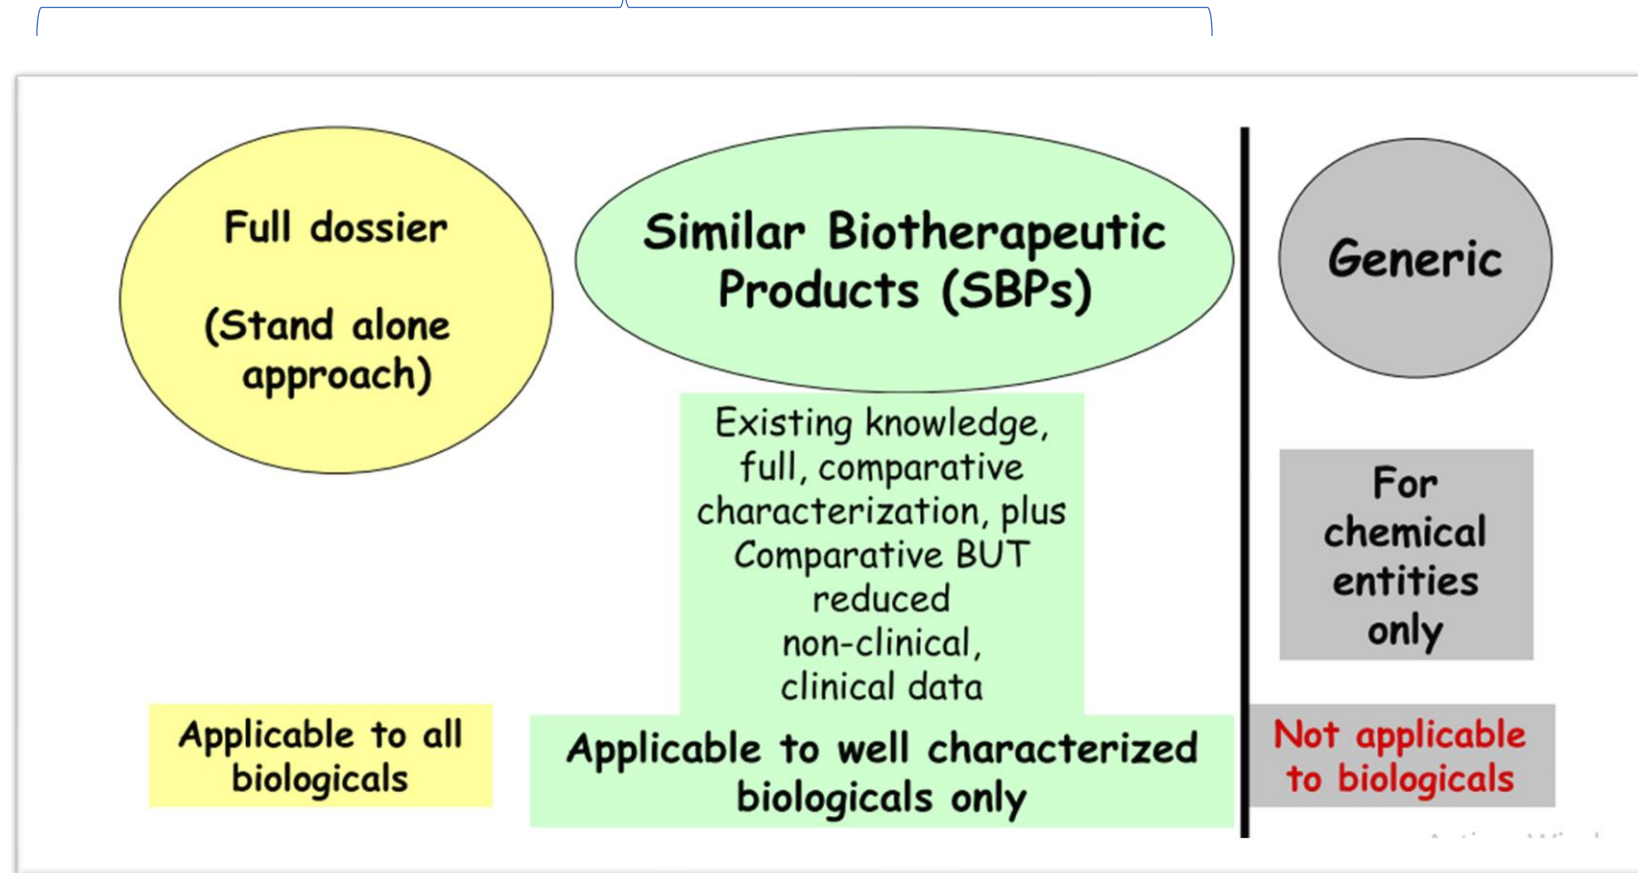 Full dossier
(Stand alone
approach)
Similar Biotherapeutic
Products (SBPs)
Generic
Existing knowledge,
full, comparative
characterization, plus
Comparative BUT
reduced
non-clinical,
clinical data
For
chemical
entities
only
Applicable to all
biologicals
Applicable to well characterized
biologicals only
Not applicable
to biologicals